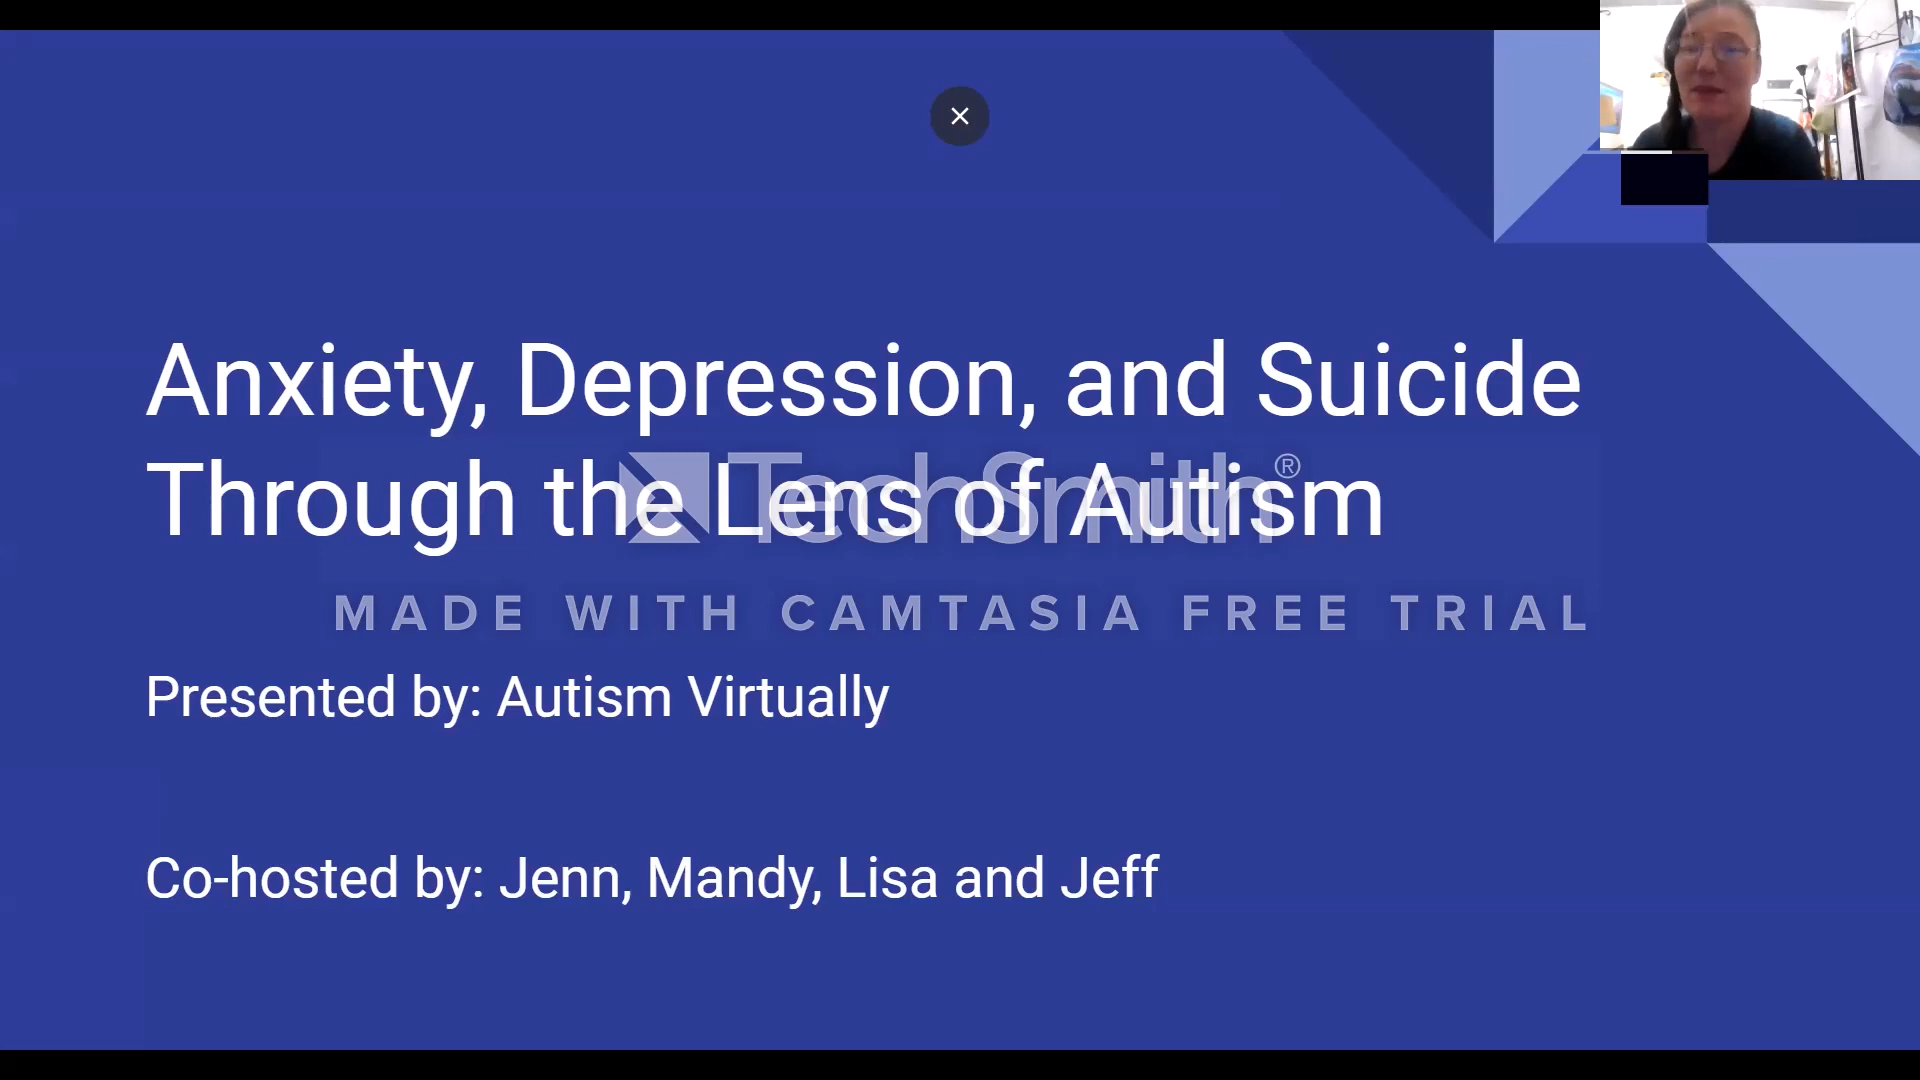 Anxiety, Depression, and Suicide
Through the Lens of Autism
TechSmith®
MADE WITH CAMTASIA FREE TRIAL
Presented by: Autism Virtually
Co-hosted by: Jenn, Mandy, Lisa and Jeff